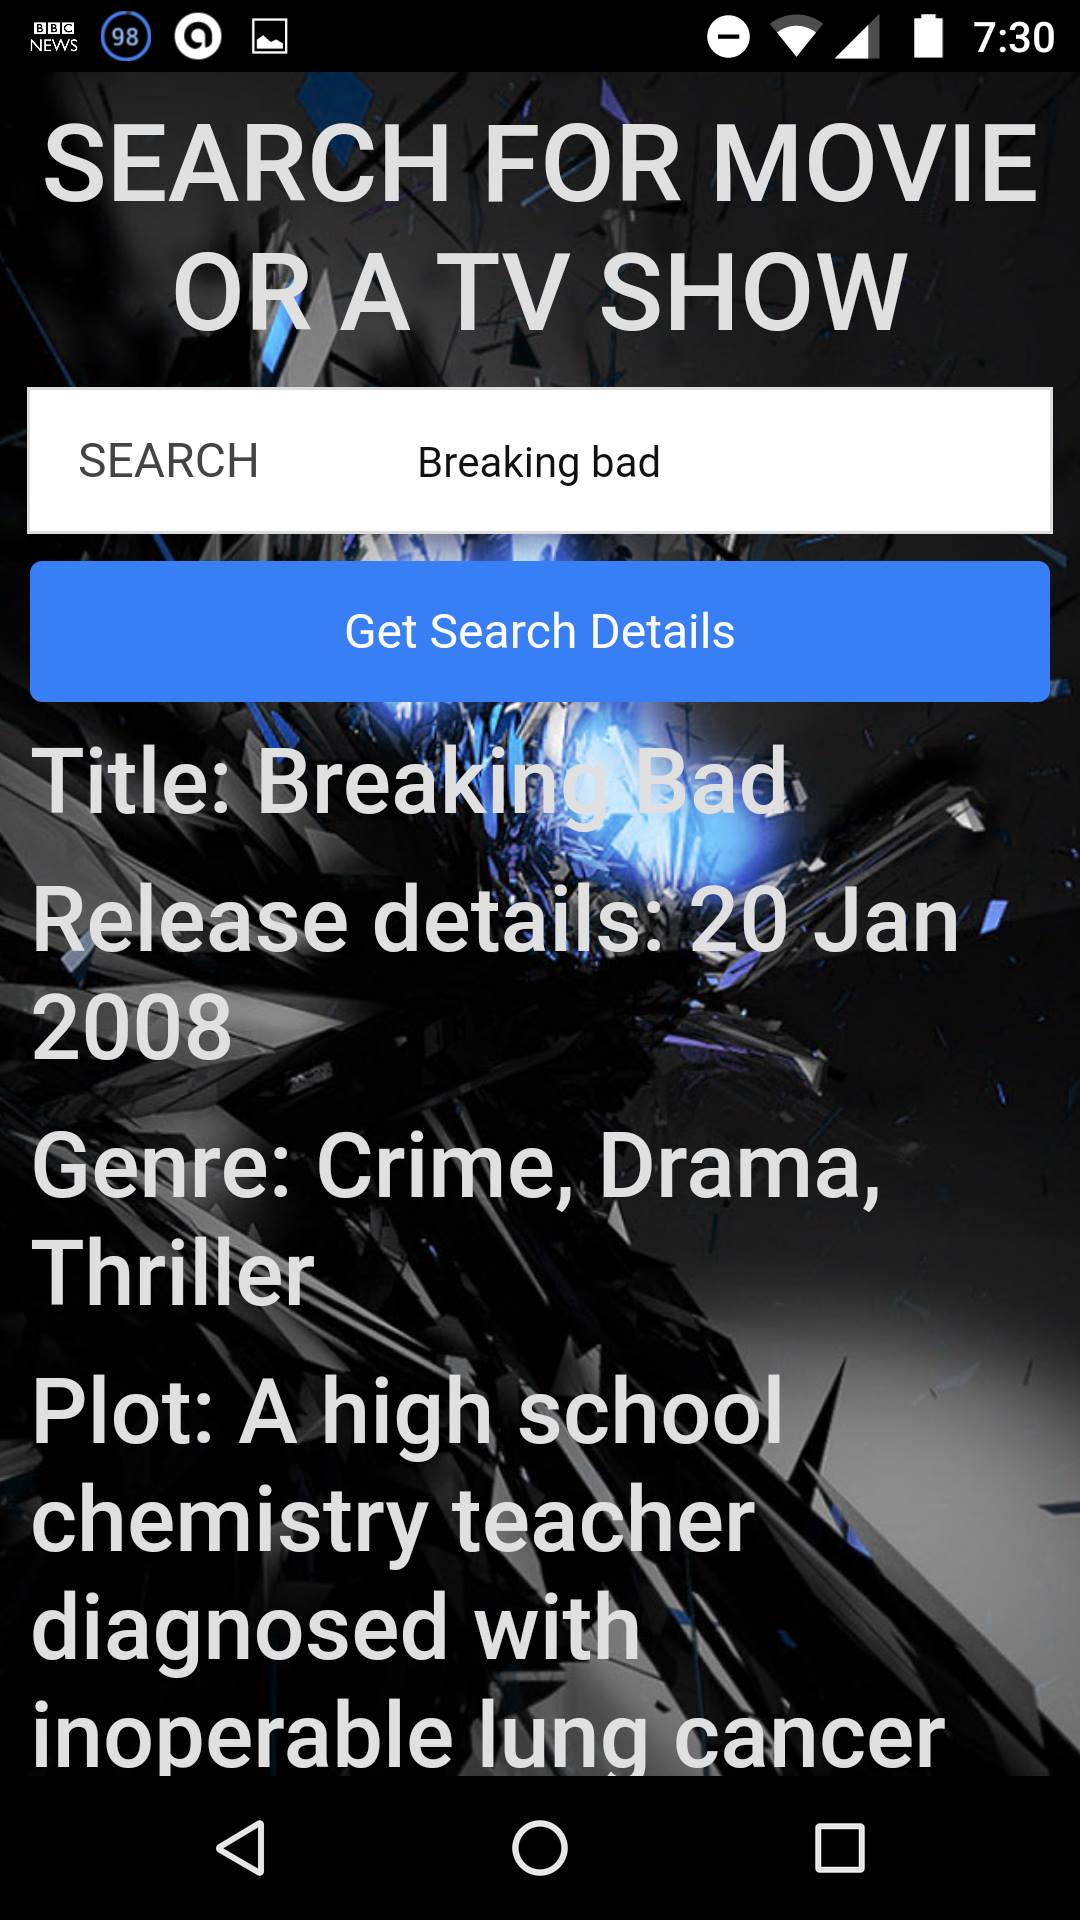 BBC
NEWS
98
7:30
SEARCH FOR MOVIE
OR A TV SHOW
SEARCH Breaking bad
Get Search Details
Title: Breaking Bad
Release details: 20 Jan
2008
Genre: Crime, Drama,
Thriller
Plot: A high school
chemistry teacher
diagnosed with
inoperable lung cancer